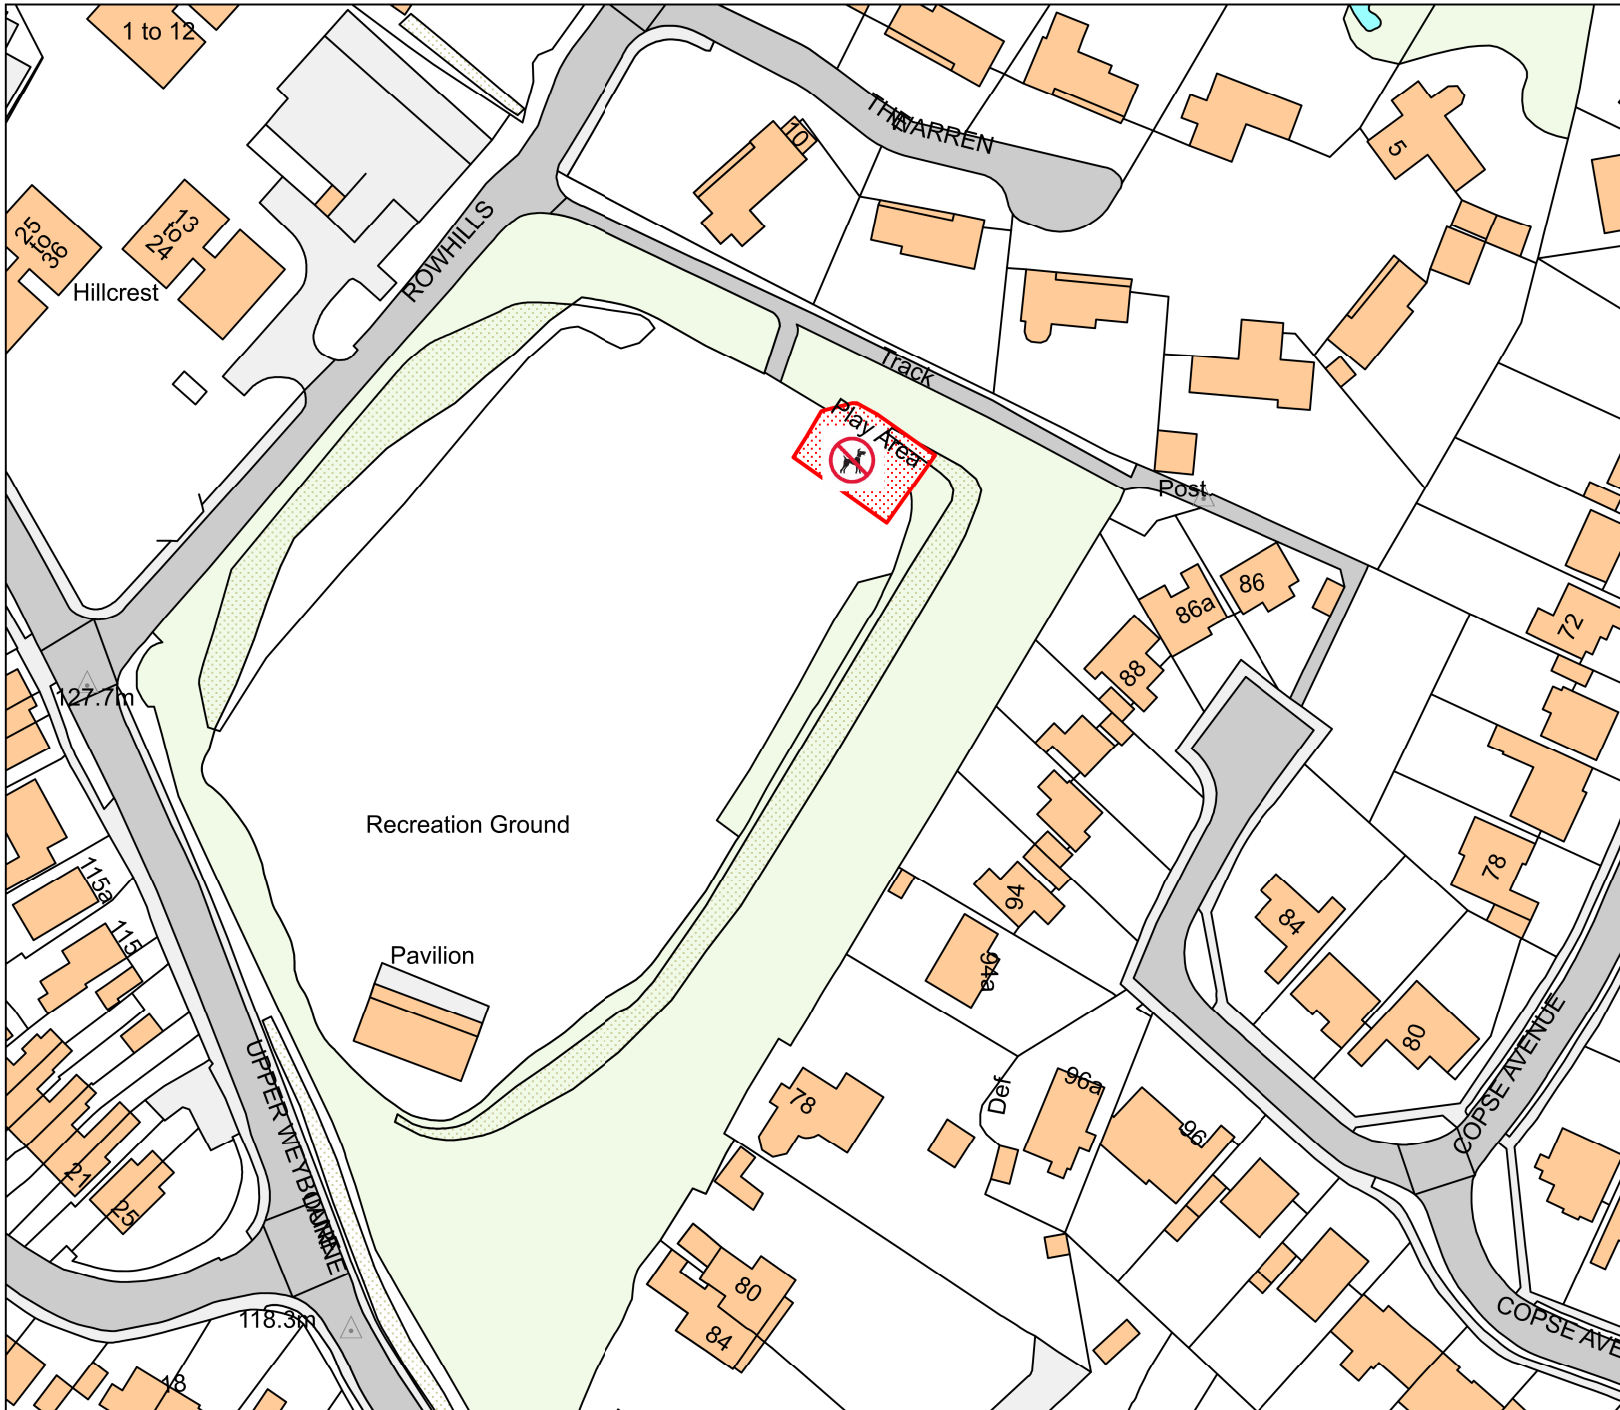 1 to 12
THE WARREN
10
5
25
to
36
13
to
24
ROWHILLS
Hillcrest
Track
Play Area
Post
86
86a
72
88
127.7m
Recreation Ground
115a
115
78
94
84
94a
Pavilion
80
COPSE AVENUE
UPPER WEYBOURNE LANE
Def
96a
78
96
21
25
80
84
118.3m
COPSE AVE
18